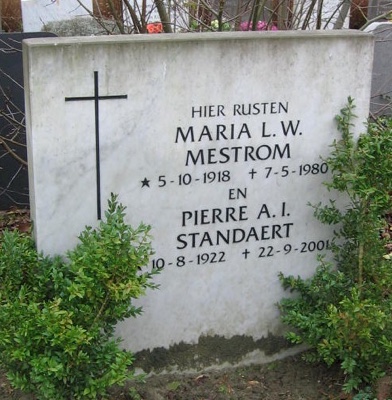 HIER RUSTEN
MARIA L.W.
MESTROM
★ 5-10-1918 ✝ 7-5-1980
EN
PIERRE A.I.
STANDAERT
10-8-1922 ✝ 22-9-2001